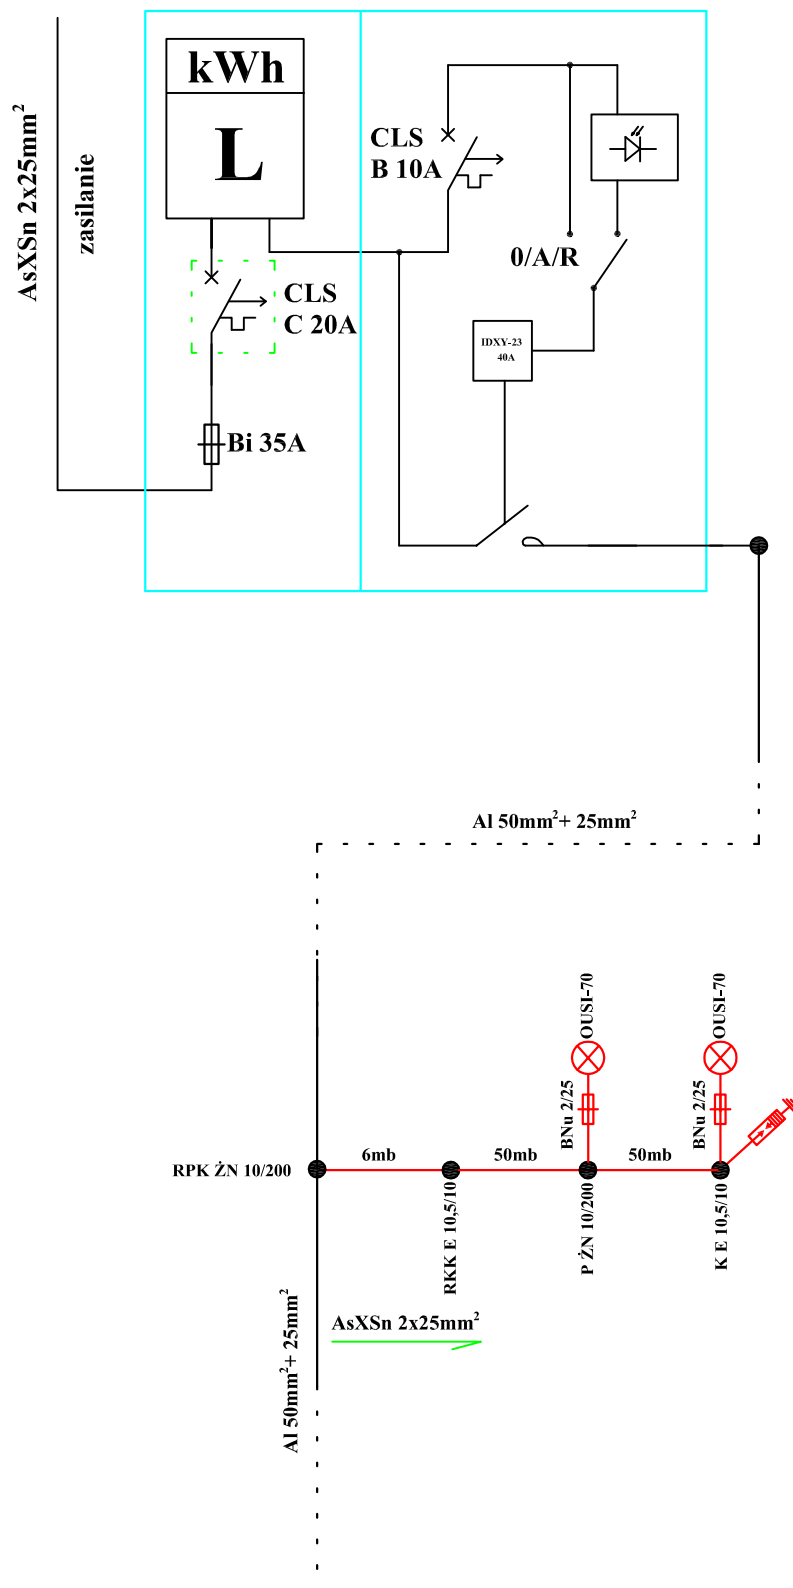 AsXSn 2x25mm²
zasilanie
kWh
L
CLS
C 20A
Bi 35A
CLS
B 10A
0/A/R
IDXY-23
40A
Al 50mm²+ 25mm²
OUSI-70
OUSI-70
BNu 2/25
BNu 2/25
RPK ŻN 10/200
6mb
50mb
50mb
RKK E 10,5/10
P ŻN 10/200
K E 10,5/10
AsXSn 2x25mm²
Al 50mm²+ 25mm²